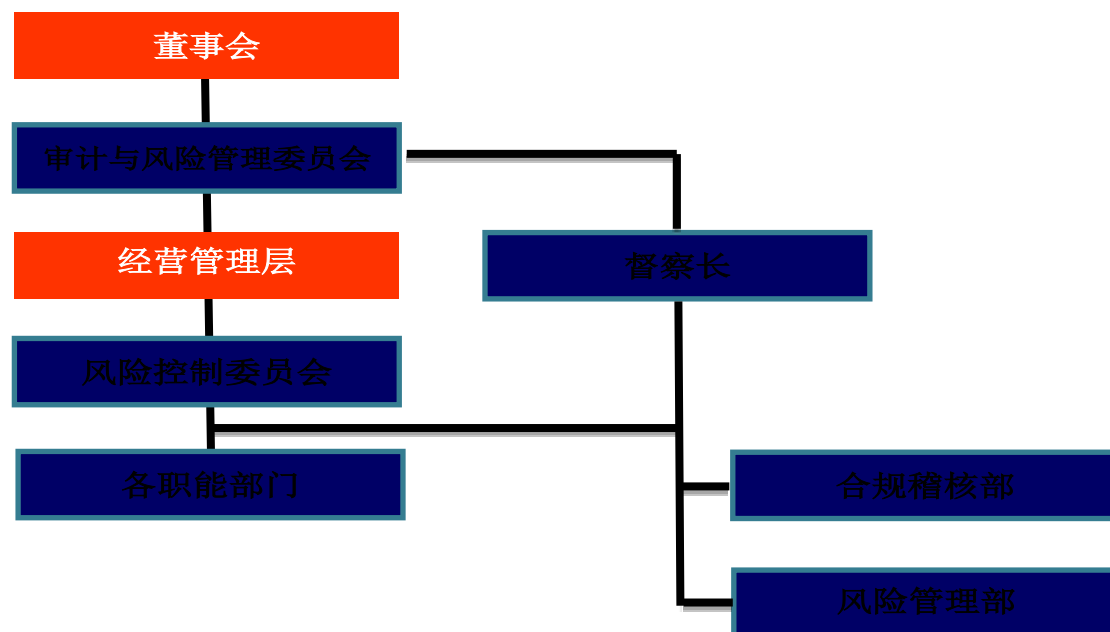 董事会
审计与风险管理委员会
经营管理层
督察长
风险控制委员会
各职能部门
合规稽核部
风险管理部